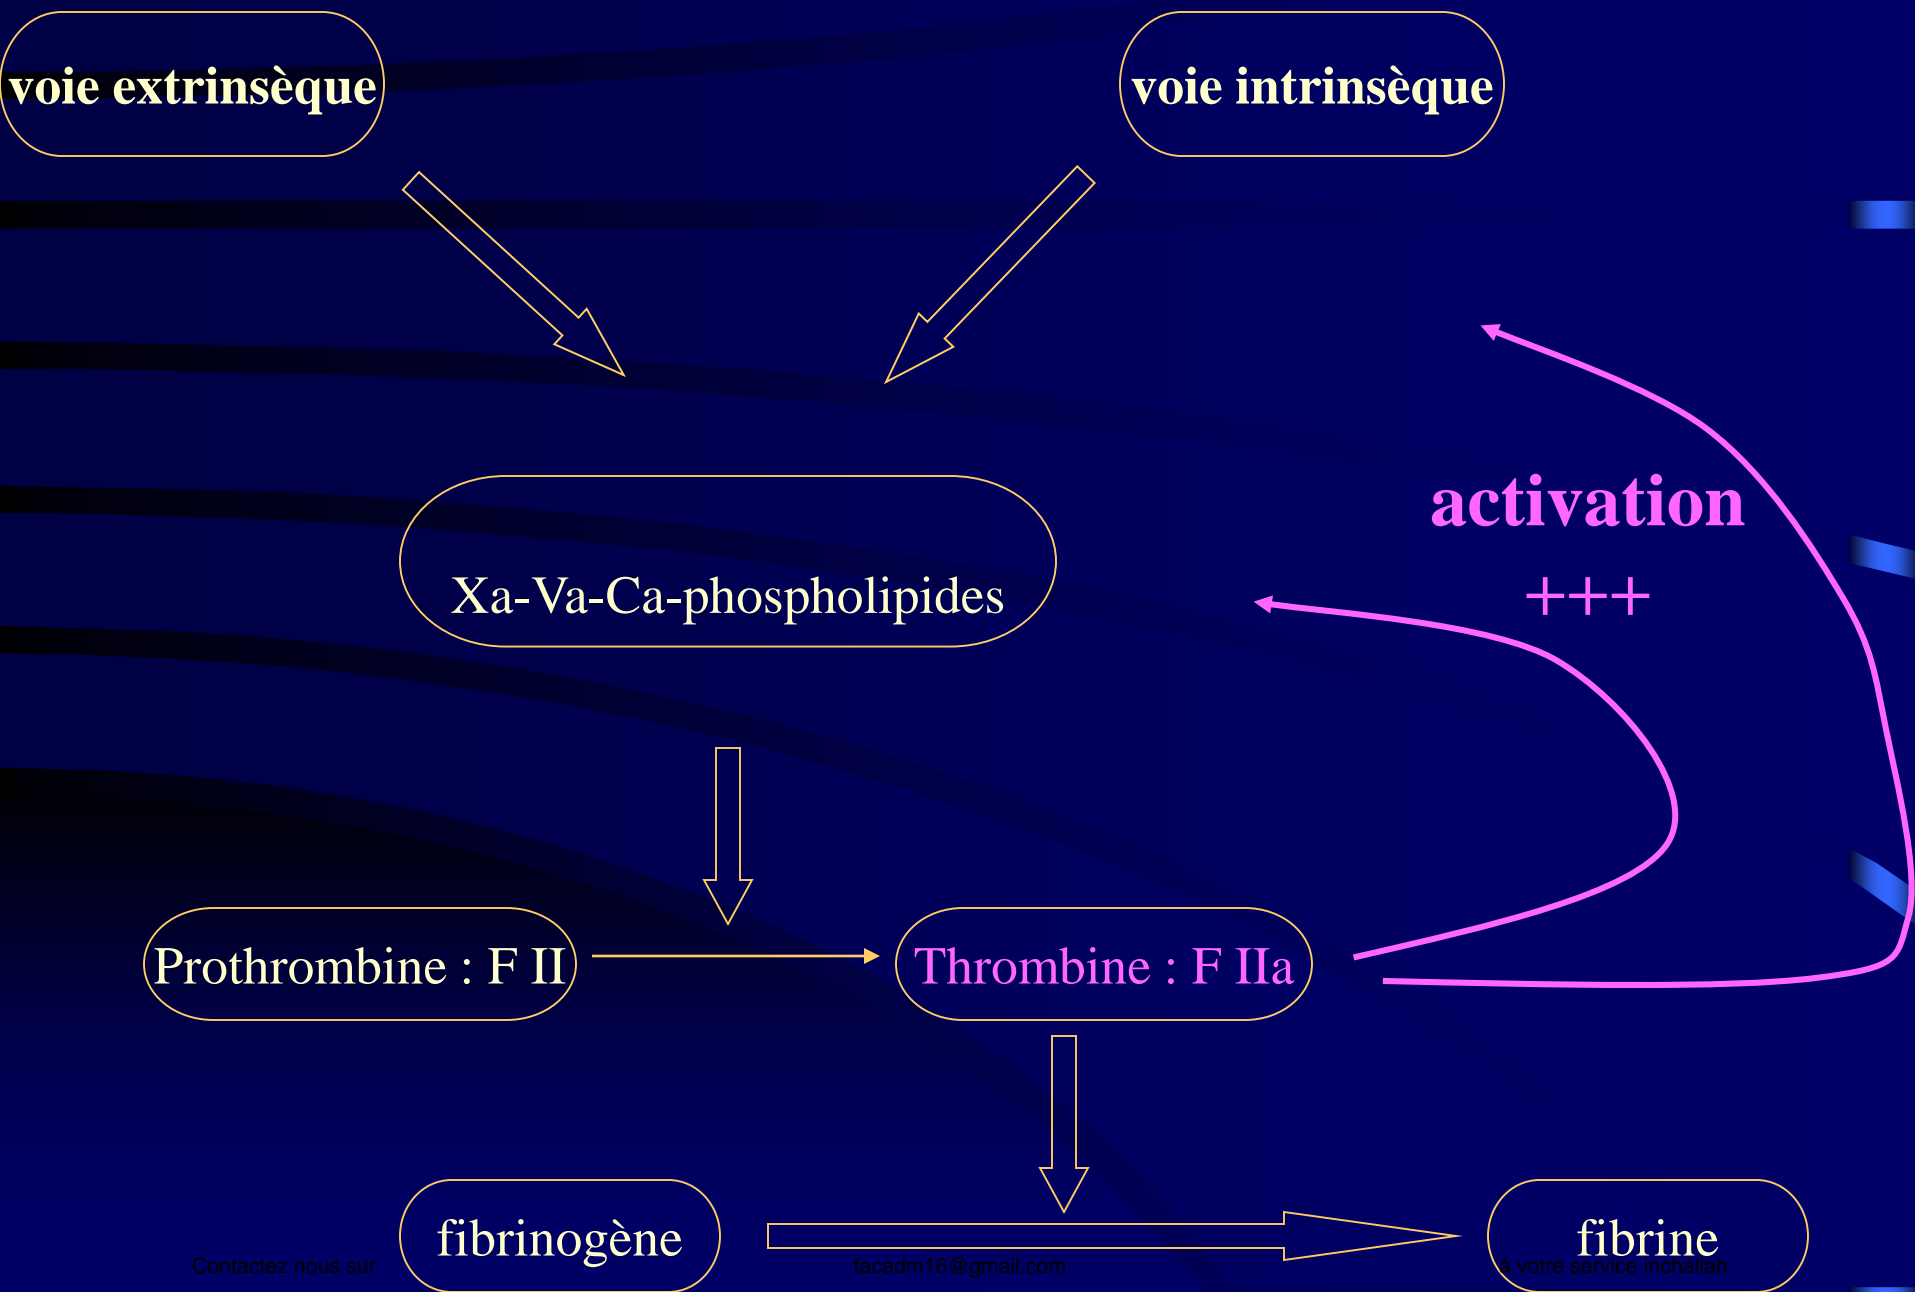 voie extrinsèque
voie intrinsèque
activation
+++
Xa-Va-Ca-phospholipides
Prothrombine : F II
Thrombine : F IIa
fibrinogène
fibrine
Contactez nous sur
facadm16@gmail.com
à votre service inchallah